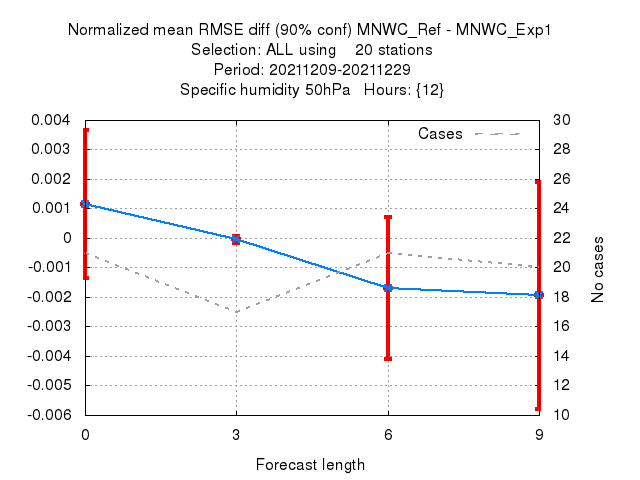 Normalized mean RMSE diff (90% conf) MNWC_Ref - MNWC_Exp1
Selection: ALL using    20 stations
Period: 20211209-20211229
Specific humidity 50hPa   Hours: {12}
Cases
0.004
0.003
0.002
0.001
0
-0.001
-0.002
-0.003
-0.004
-0.005
-0.006
30
28
26
24
22
20
18
16
14
12
10
No cases
0 3 6 9
Forecast length